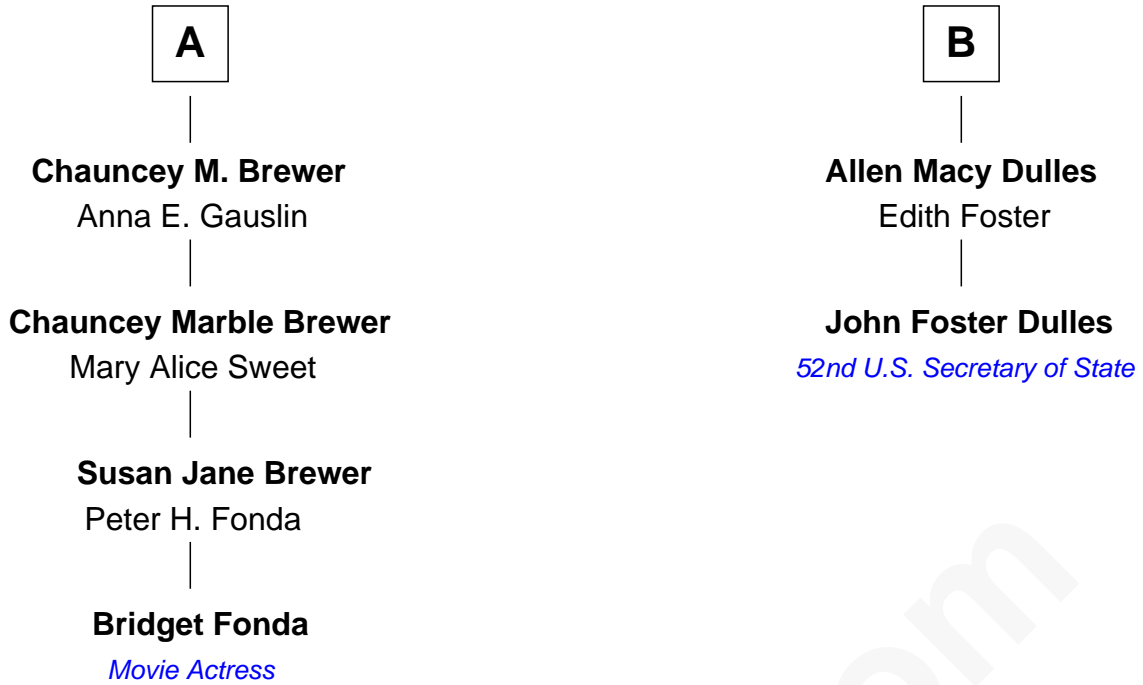 A
Chauncey M. Brewer
Anna E. Gauslin
Chauncey Marble Brewer
Mary Alice Sweet
Susan Jane Brewer
Peter H. Fonda
Bridget Fonda
Movie Actress
B
Allen Macy Dulles
Edith Foster
John Foster Dulles
52nd U.S. Secretary of State
om